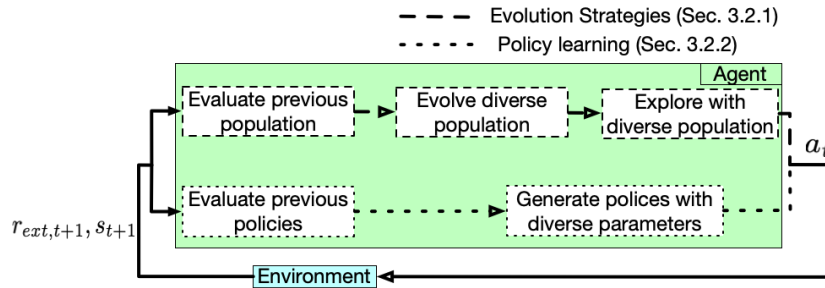 Evolution Strategies (Sec. 3.2.1)
Policy learning (Sec. 3.2.2)
Agent
Evaluate previous
population
Evolve diverse
population
Explore with
diverse population
a
Evaluate previous
policies
Generate polices with
diverse parameters
r_{ext,t+1}, s_{t+1}
Environment